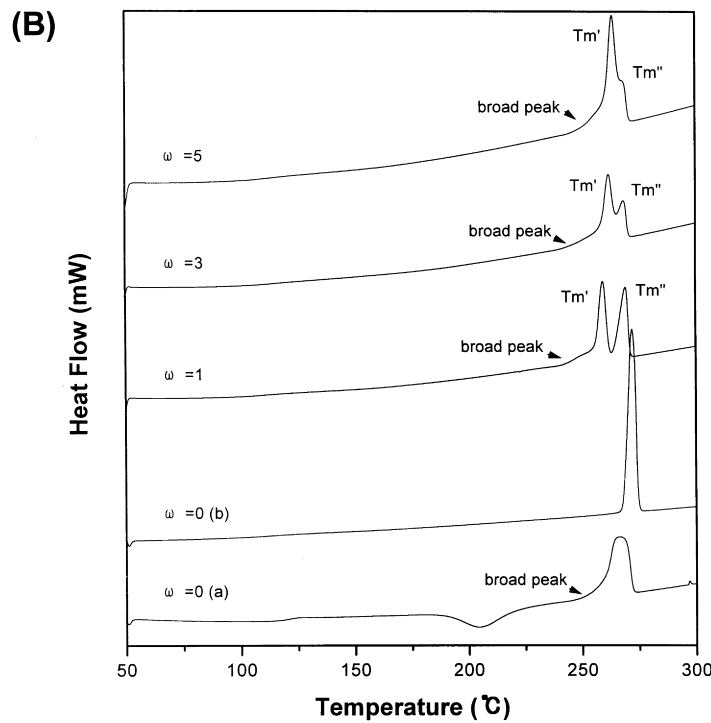 (B)
Tm'
Tm"
broad peak
ω =5
Tm'
Tm"
broad peak
ω =3
Tm'
Tm"
broad peak
ω =1
ω =0 (b)
broad peak
ω =0 (a)
Heat Flow (mW)
50 100 150 200 250 300
Temperature (℃)